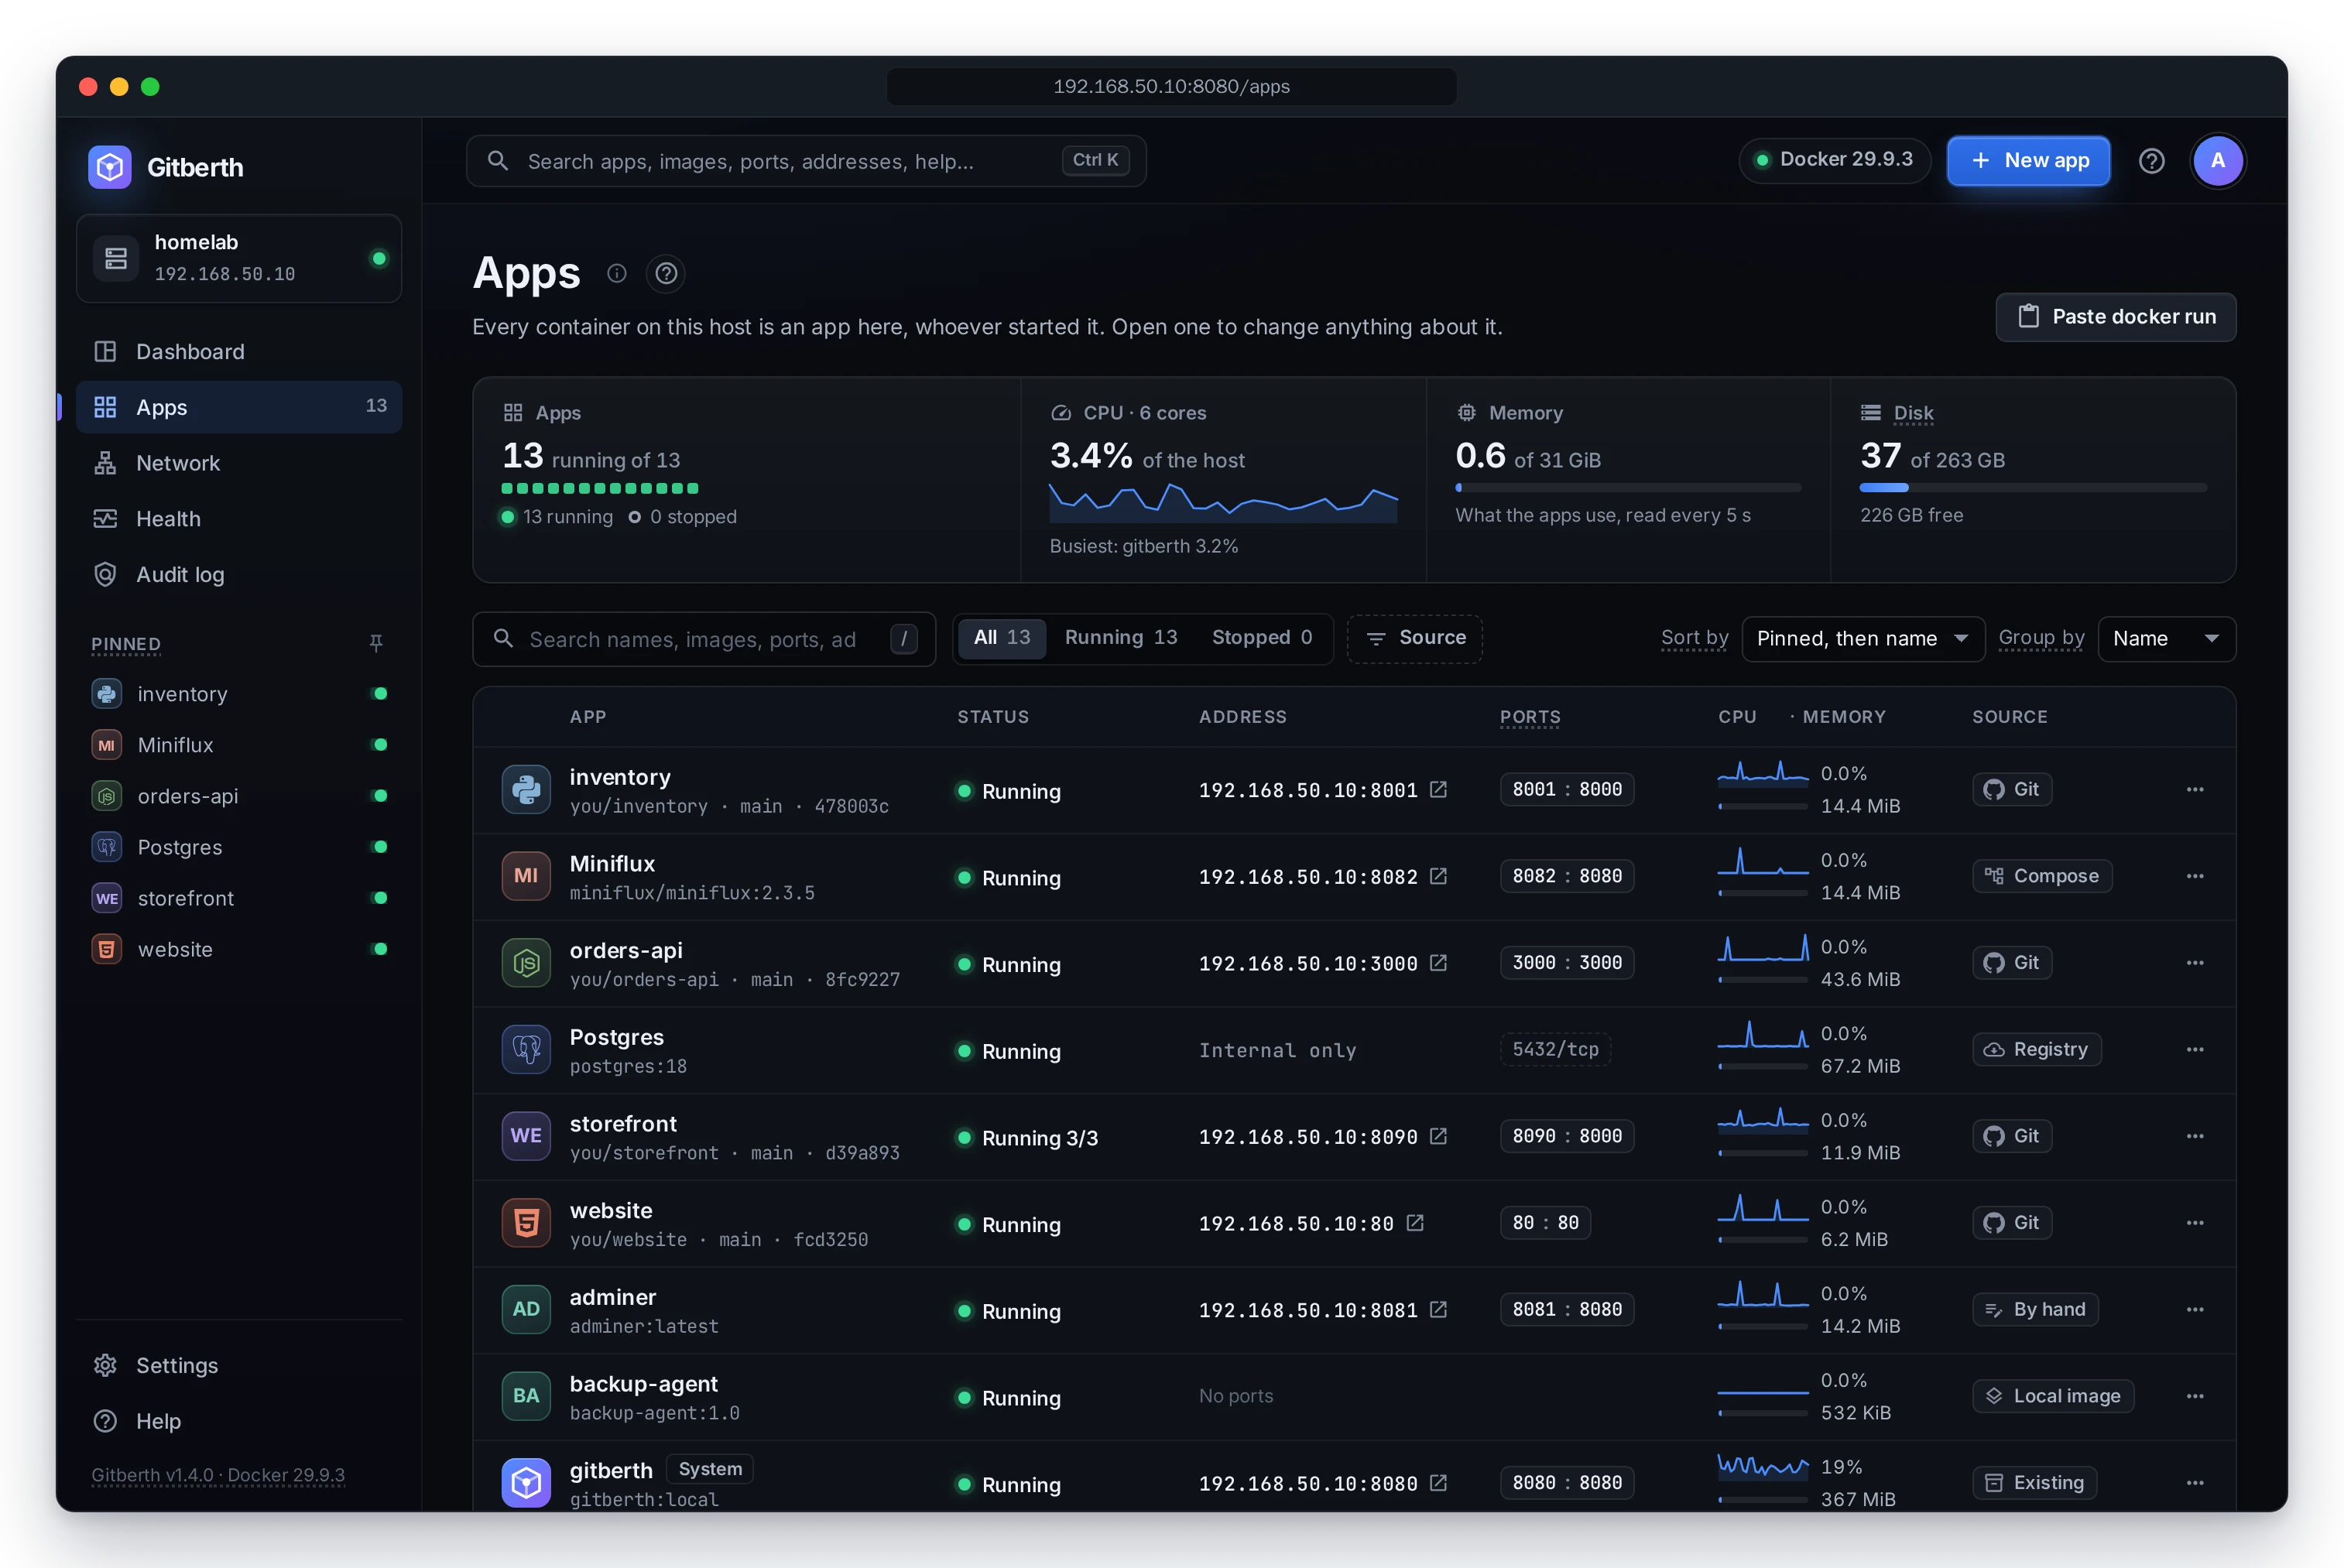 192.168.50.10:8080/apps
Gitberth
Search apps, images, ports, addresses, help...
Ctrl K
Docker 29.9.3
+ New app
A
homelab
192.168.50.10
Dashboard
Apps 13
Network
Health
Audit log
PINNED
inventory
MI Miniflux
orders-api
Postgres
WE storefront
website
Settings
Help
Gitberth v1.4.0 · Docker 29.9.3
Apps
Every container on this host is an app here, whoever started it. Open one to change anything about it.
Paste docker run
Apps
13 running of 13
13 running 0 stopped
CPU · 6 cores
3.4% of the host
Busiest: gitberth 3.2%
Memory
0.6 of 31 GiB
What the apps use, read every 5 s
Disk
37 of 263 GB
226 GB free
Search names, images, ports, ad /
All 13 Running 13 Stopped 0
Source
Sort by Pinned, then name
Group by Name
APP STATUS ADDRESS PORTS CPU · MEMORY SOURCE
inventory
you/inventory · main · 478003c
Running
192.168.50.10:8001
8001 : 8000
0.0%
14.4 MiB
Git
MI
Miniflux
miniflux/miniflux:2.3.5
Running
192.168.50.10:8082
8082 : 8080
0.0%
14.4 MiB
Compose
orders-api
you/orders-api · main · 8fc9227
Running
192.168.50.10:3000
3000 : 3000
0.0%
43.6 MiB
Git
Postgres
postgres:18
Running
Internal only
5432/tcp
0.0%
67.2 MiB
Registry
WE
storefront
you/storefront · main · d39a893
Running 3/3
192.168.50.10:8090
8090 : 8000
0.0%
11.9 MiB
Git
website
you/website · main · fcd3250
Running
192.168.50.10:80
80 : 80
0.0%
6.2 MiB
Git
AD
adminer
adminer:latest
Running
192.168.50.10:8081
8081 : 8080
0.0%
14.2 MiB
By hand
BA
backup-agent
backup-agent:1.0
Running
No ports
0.0%
532 KiB
Local image
gitberth System
gitberth:local
Running
192.168.50.10:8080
8080 : 8080
19%
367 MiB
Existing